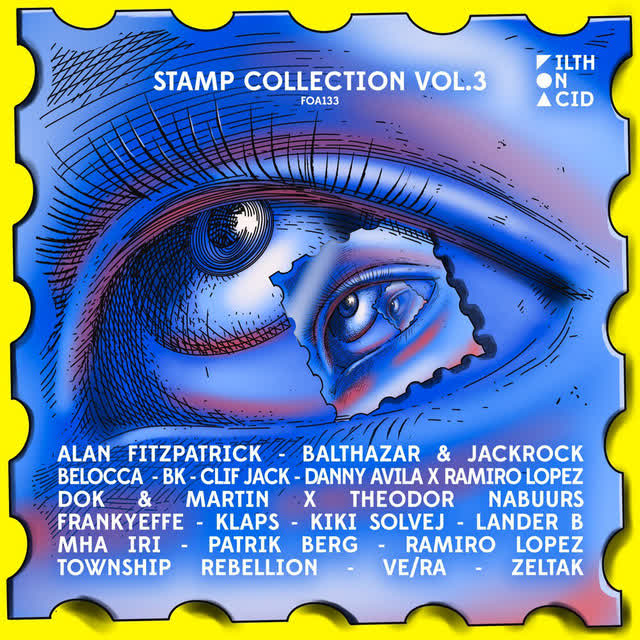 STAMP COLLECTION VOL.3
FOA133
FILTH
ON
ACID
ALAN FITZPATRICK - BALTHAZAR & JACKROCK
BELOCCA - BK - CLIF JACK - DANNY AVILA X RAMIRO LOPEZ
DOK & MARTIN X THEODOR NABUURS
FRANKYEFFE - KLAPS - KIKI SOLVEJ - LANDER B
MHA IRI - PATRIK BERG - RAMIRO LOPEZ
TOWNSHIP REBELLION - VE/RA - ZELTAK